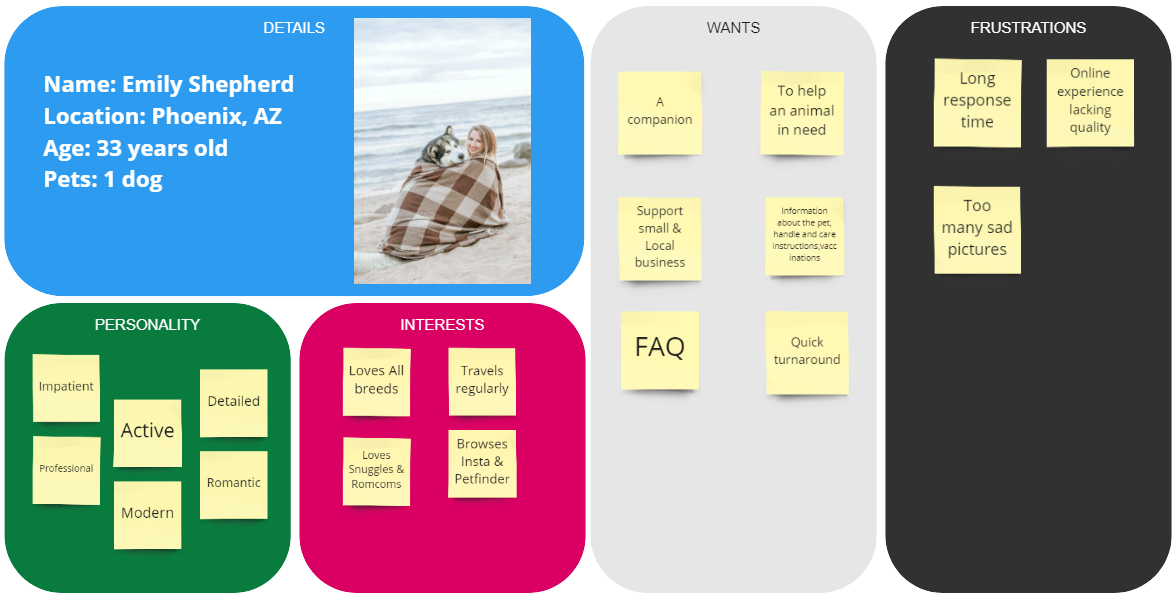 DETAILS
Name: Emily Shepherd
Location: Phoenix, AZ
Age: 33 years old
Pets: 1 dog
PERSONALITY
Impatient
Active
Detailed
Professional
Modern
Romantic
INTERESTS
Loves All
breeds
Travels
regularly
Loves
Snuggles &
Romcoms
Browses
Insta &
Petfinder
WANTS
A
companion
To help
an animal
in need
Support
small &
Local
business
Information
about the pet,
handle and care
instructions,vacc
inations
FAQ
Quick
turnaround
FRUSTRATIONS
Long
response
time
Online
experience
lacking
quality
Too
many sad
pictures